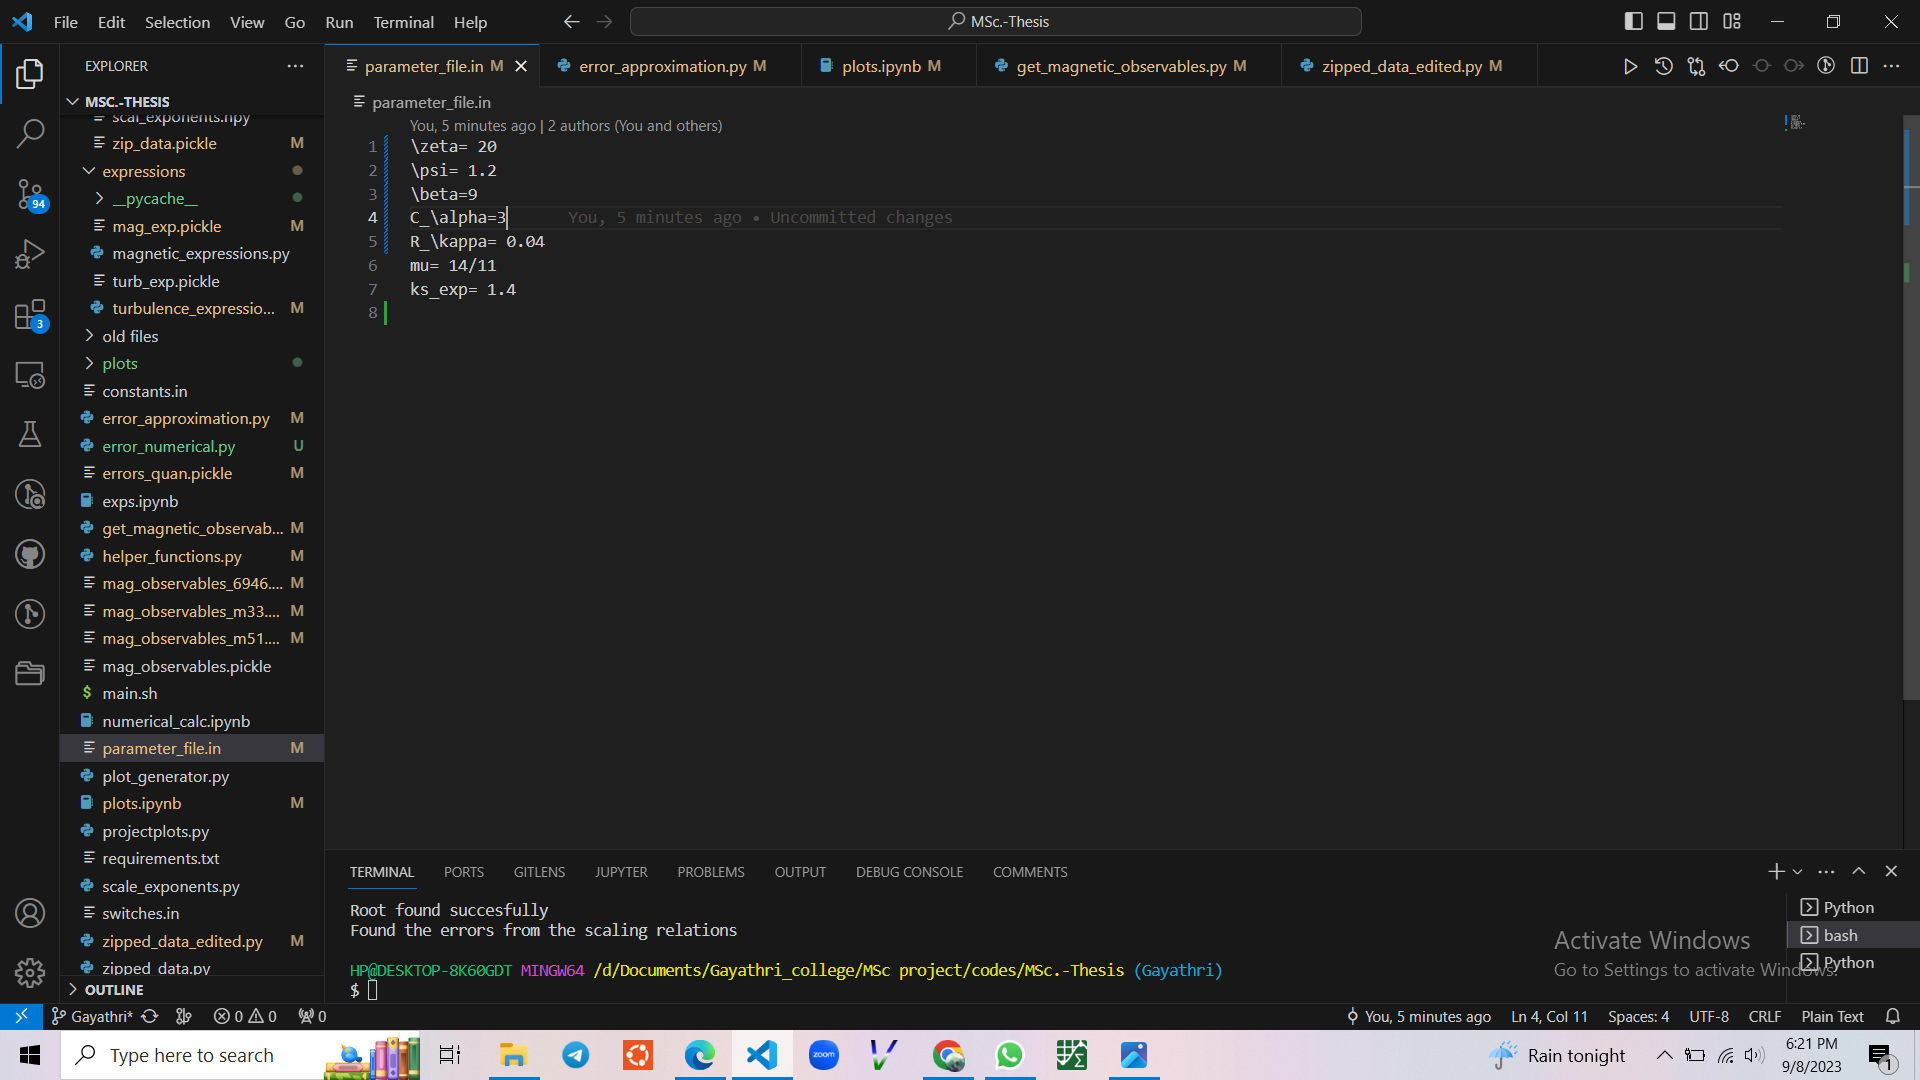 File Edit Selection View Go Run Terminal Help
MSc.-Thesis
EXPLORER
parameter_file.in M
error_approximation.py M
plots.ipynb M
get_magnetic_observables.py M
zipped_data_edited.py M
MSC.-THESIS
parameter_file.in
scal_exponents.npy
zip_data.pickle M
expressions
__pycache__
mag_exp.pickle M
magnetic_expressions.py
turb_exp.pickle
turbulence_expressio... M
old files
plots
constants.in
error_approximation.py M
error_numerical.py U
errors_quan.pickle M
exps.ipynb
get_magnetic_observab... M
helper_functions.py M
mag_observables_6946.... M
mag_observables_m33.... M
mag_observables_m51.... M
mag_observables.pickle
main.sh
numerical_calc.ipynb
parameter_file.in M
plot_generator.py
plots.ipynb M
projectplots.py
requirements.txt
scale_exponents.py
switches.in
zipped_data_edited.py M
zipped_data.py
OUTLINE
94
3
You, 5 minutes ago | 2 authors (You and others)
1 \zeta= 20
2 \psi= 1.2
3 \beta=9
4 C_\alpha=3 You, 5 minutes ago • Uncommitted changes
5 R_\kappa= 0.04
6 mu= 14/11
7 ks_exp= 1.4
8
TERMINAL PORTS GITLENS JUPYTER PROBLEMS OUTPUT DEBUG CONSOLE COMMENTS
Root found succesfully
Found the errors from the scaling relations
HP@DESKTOP-8K60GDT MINGW64 /d/Documents/Gayathri_college/MSc project/codes/MSc.-Thesis (Gayathri)
$
Python
bash
Python
Activate Windows
Go to Settings to activate Windows.
Gayathri* 0 0 0
You, 5 minutes ago Ln 4, Col 11 Spaces: 4 UTF-8 CRLF Plain Text
Type here to search
zoom
Rain tonight
6:21 PM
9/8/2023
1